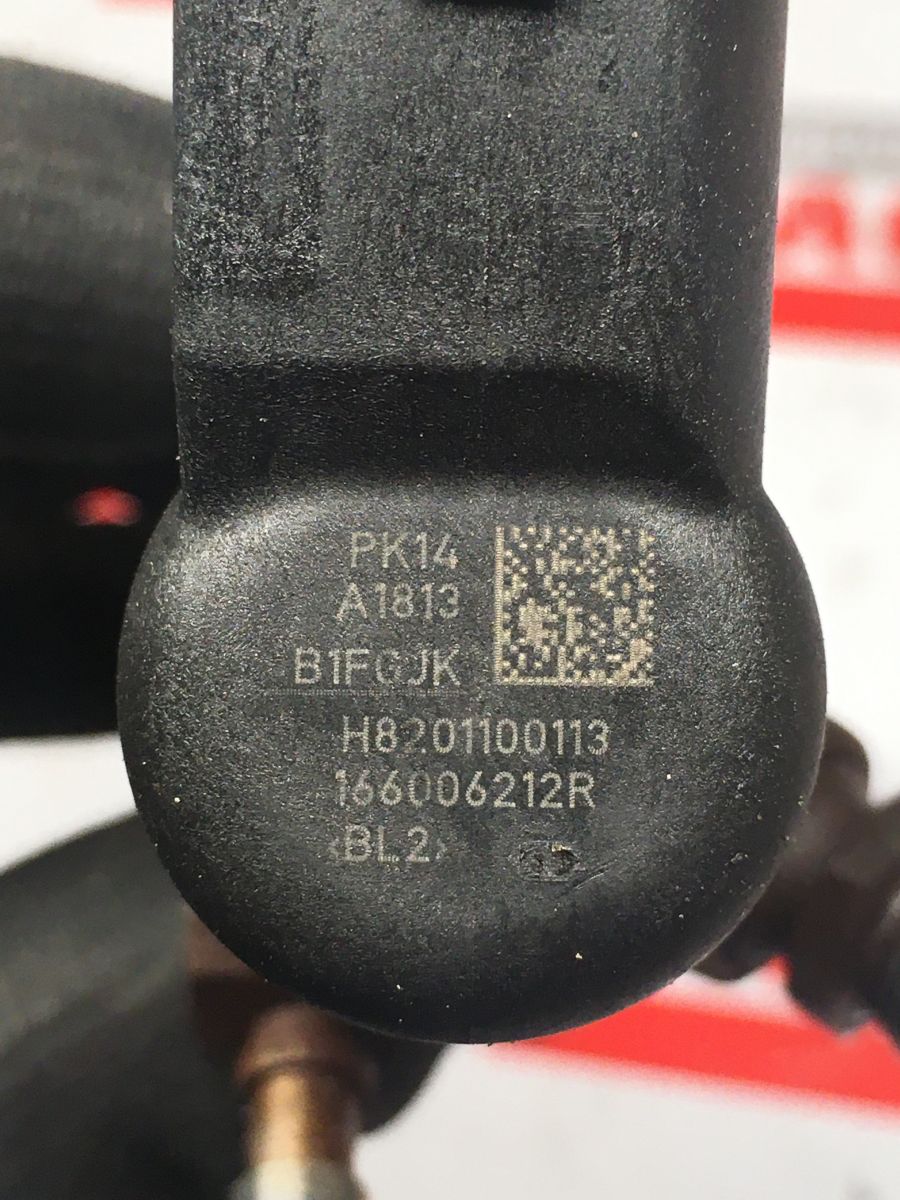 PK14
A1813
B1FGJK
H8201100113
166006212R
<BL2>